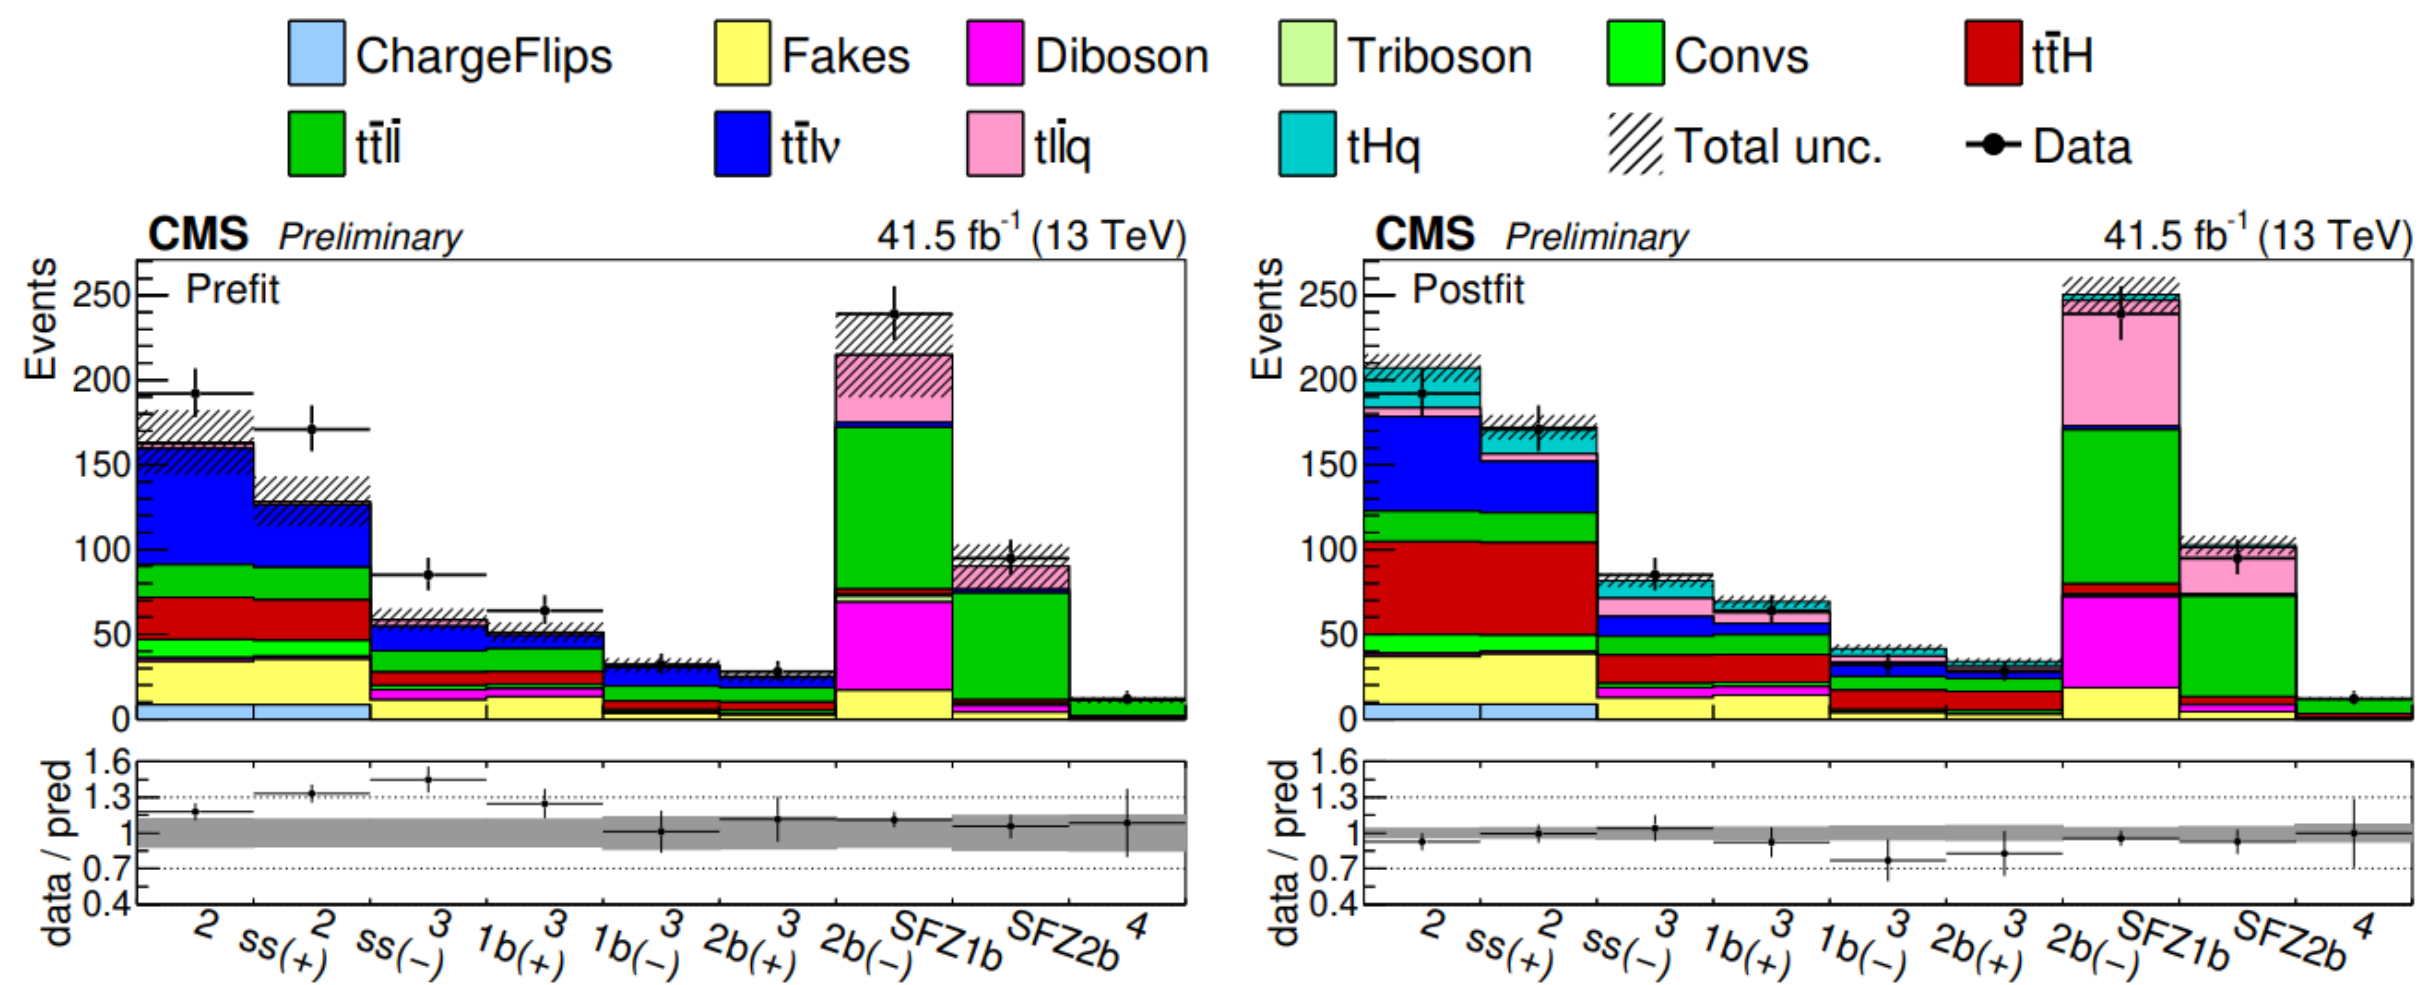 ChargeFlips Fakes Diboson Triboson Convs tt̄H
tt̄ll̄ tt̄lν tll̄q tHq Total unc. Data
CMS Preliminary 41.5 fb⁻¹ (13 TeV)
Prefit
Events
250
200
150
100
50
0
data / pred
1.6
1.3
1
0.7
0.4
2 ss(+)
2 ss(−)
3 1b(+)
3 1b(−)
3 2b(+)
3 2b(−)
SFZ1b
SFZ2b
4
CMS Preliminary 41.5 fb⁻¹ (13 TeV)
Postfit
Events
250
200
150
100
50
0
data / pred
1.6
1.3
1
0.7
0.4
2 ss(+)
2 ss(−)
3 1b(+)
3 1b(−)
3 2b(+)
3 2b(−)
SFZ1b
SFZ2b
4